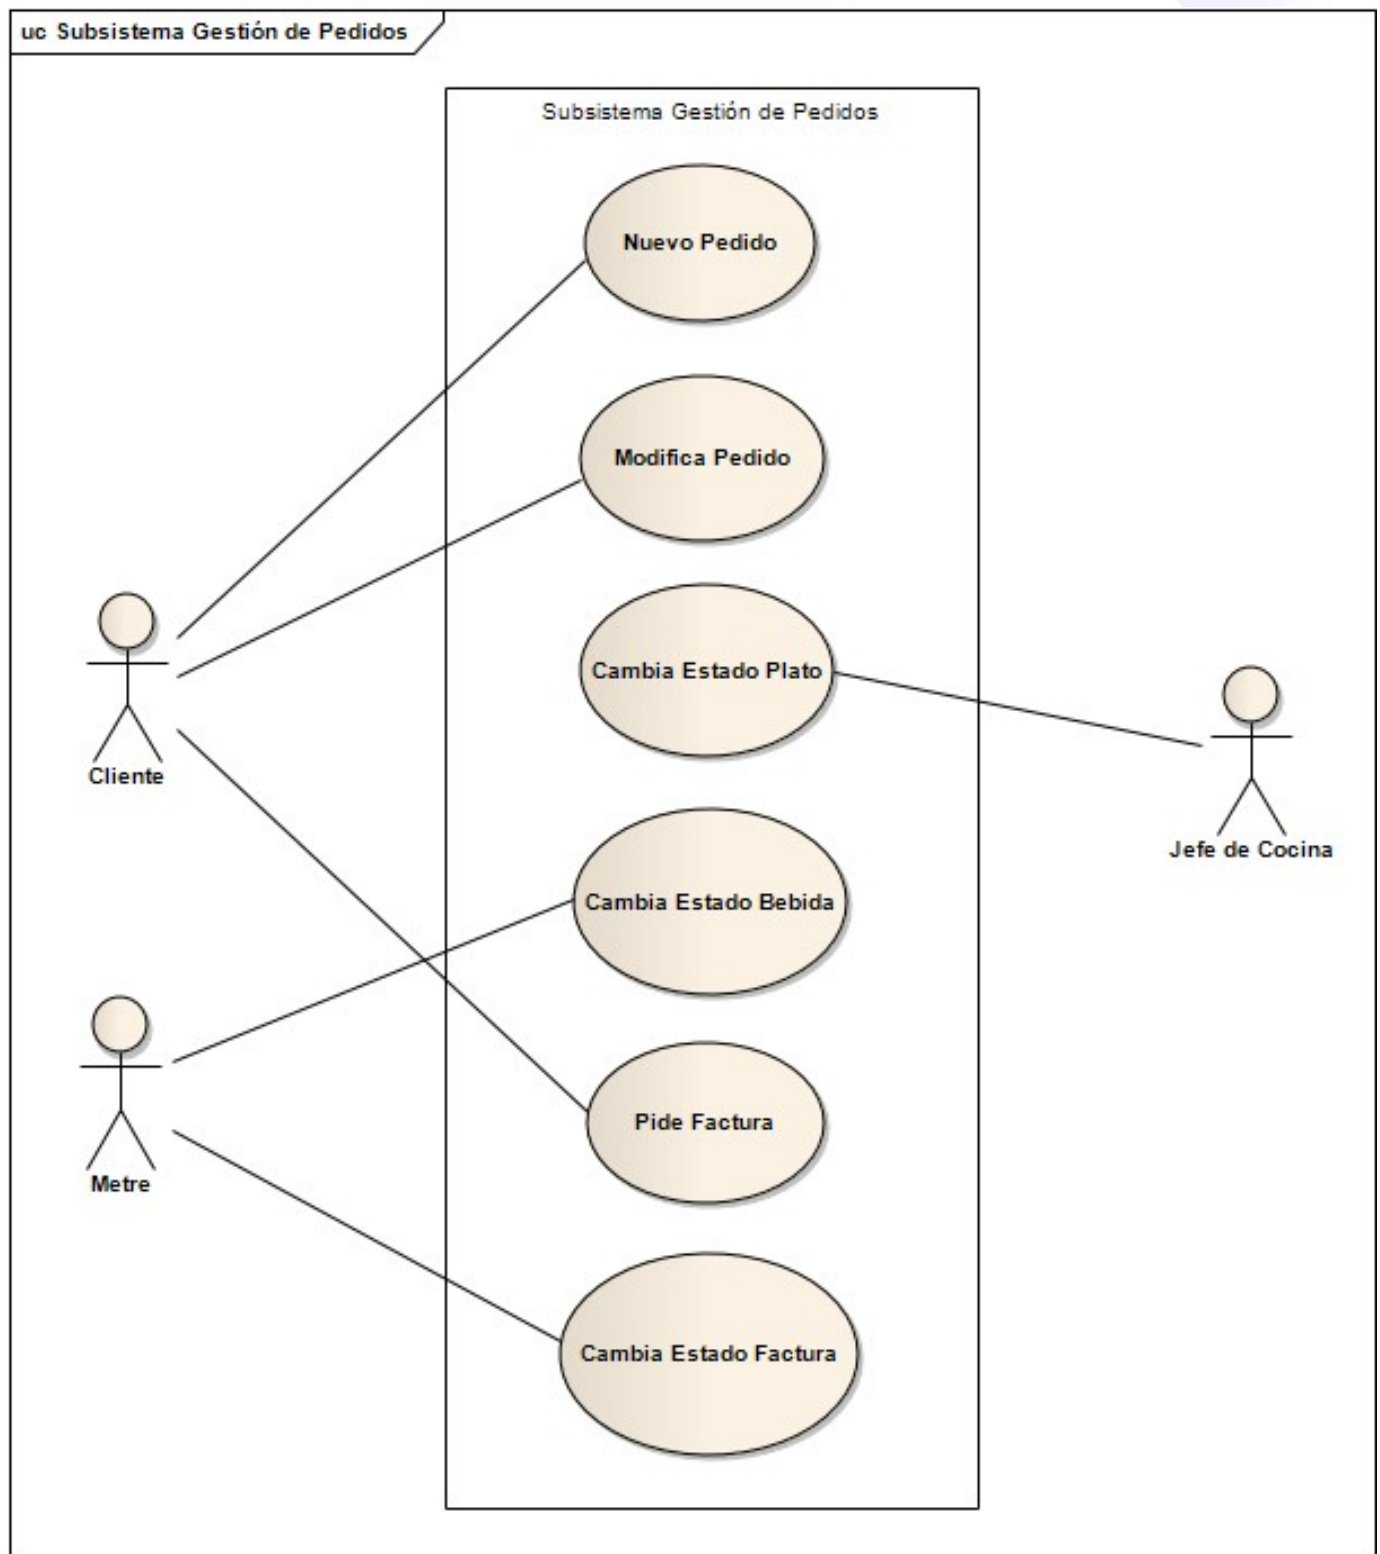 uc Subsistema Gestión de Pedidos
Subsistema Gestión de Pedidos
Nuevo Pedido
Modifica Pedido
Cambia Estado Plato
Cliente
Jefe de Cocina
Cambia Estado Bebida
Pide Factura
Metre
Cambia Estado Factura